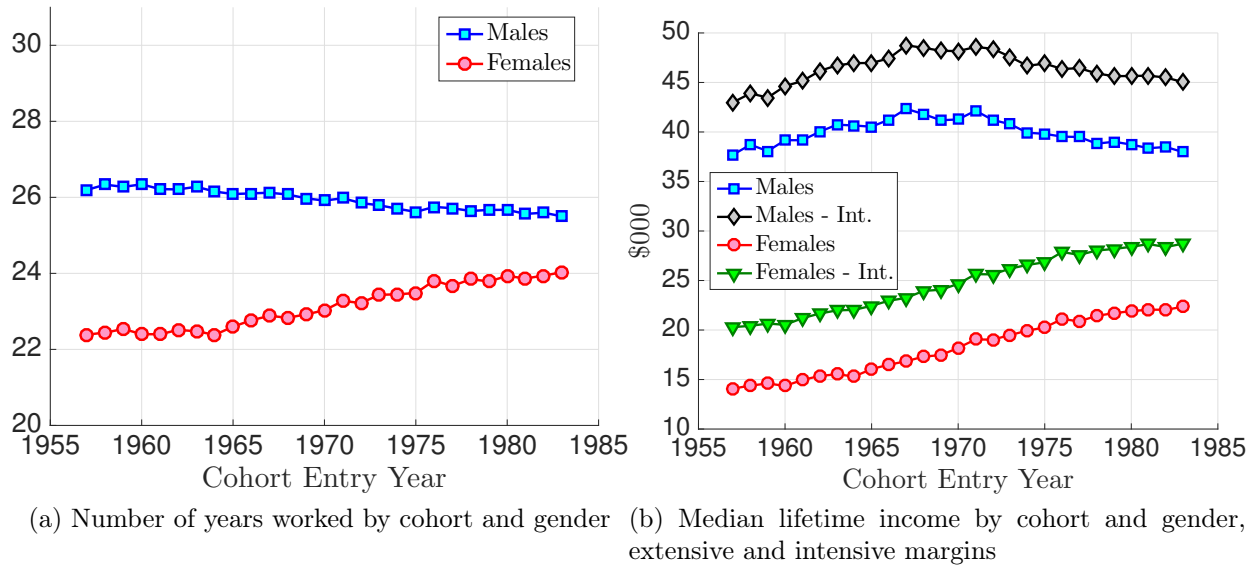 30
28
26
24
22
20
1955 1960 1965 1970 1975 1980 1985
Cohort Entry Year
Males
Females
(a) Number of years worked by cohort and gender
50
45
40
35
30
25
20
15
10
$000
1955 1960 1965 1970 1975 1980 1985
Cohort Entry Year
Males
Males - Int.
Females
Females - Int.
(b) Median lifetime income by cohort and gender,
extensive and intensive margins